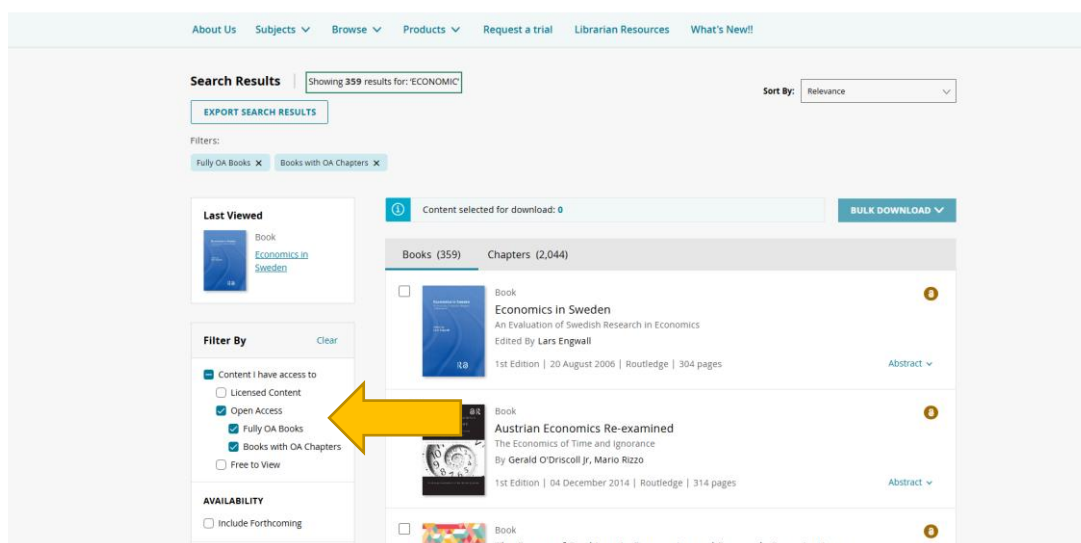 About Us Subjects Browse Products Request a trial Librarian Resources What's New!!
Search Results Showing 359 results for: 'ECONOMIC'
Sort By: Relevance
EXPORT SEARCH RESULTS
Filters:
Fully OA Books X Books with OA Chapters X
Last Viewed
Book
Economics in
Sweden
Filter By Clear
Content I have access to
Licensed Content
Open Access
Fully OA Books
Books with OA Chapters
Free to View
AVAILABILITY
Include Forthcoming
Content selected for download: 0
BULK DOWNLOAD
Books (359) Chapters (2,044)
Book
Economics in Sweden
An Evaluation of Swedish Research in Economics
Edited By Lars Engwall
1st Edition | 20 August 2006 | Routledge | 304 pages
Abstract
Book
Austrian Economics Re-examined
The Economics of Time and Ignorance
By Gerald O'Driscoll Jr, Mario Rizzo
1st Edition | 04 December 2014 | Routledge | 314 pages
Abstract
Book